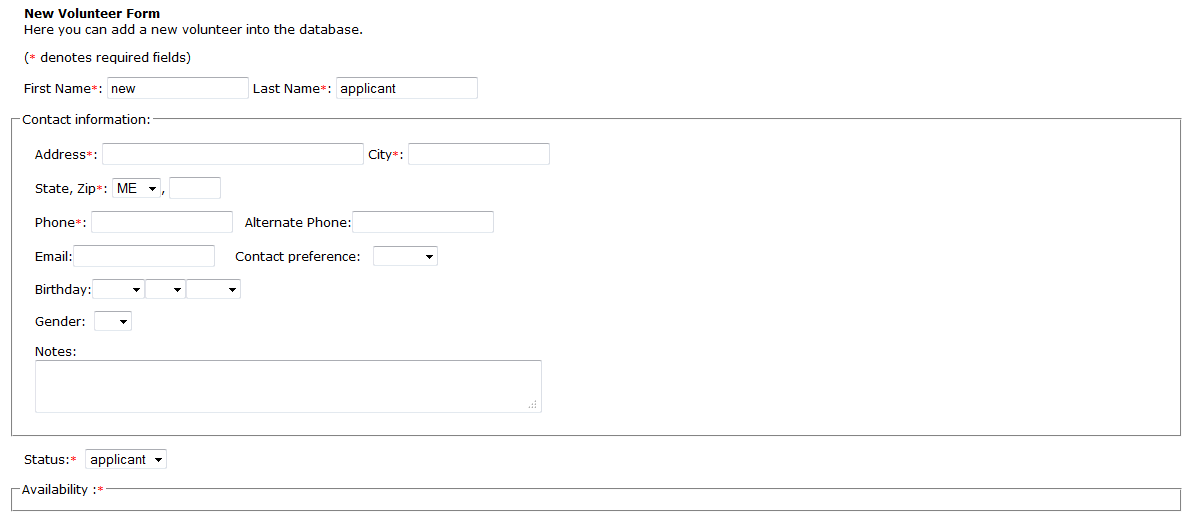 New Volunteer Form
Here you can add a new volunteer into the database.
(* denotes required fields)
First Name*: new Last Name*: applicant
Contact information:
Address*: City*:
State, Zip*: ME ,
Phone*: Alternate Phone:
Email: Contact preference:
Birthday:
Gender:
Notes:
Status:* applicant
Availability :*